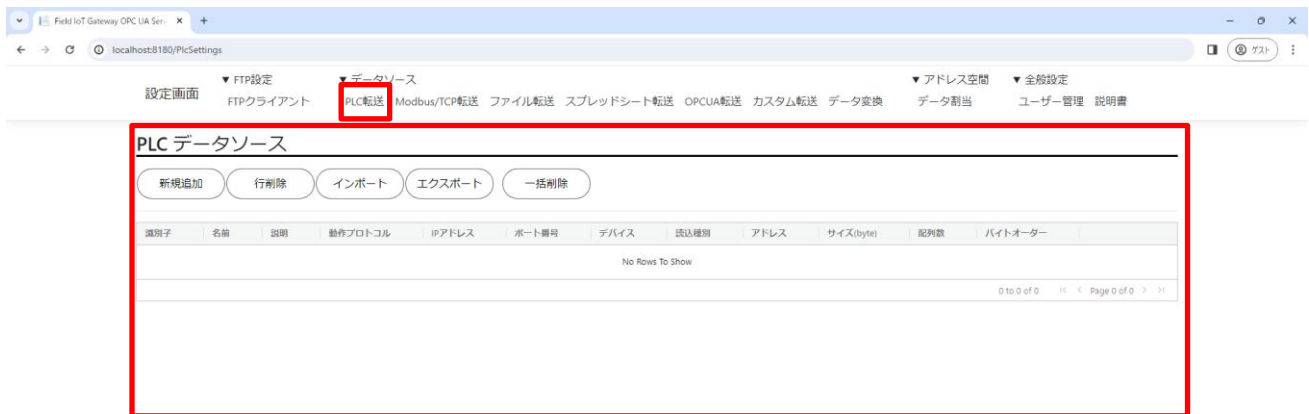 Field IoT Gateway OPC UA Ser
localhost:8180/PlcSettings
ゲスト
設定画面
▼ FTP設定
▼ データソース
▼ アドレス空間
▼ 全般設定
FTPクライアント
PLC転送 Modbus/TCP転送 ファイル転送 スプレッドシート転送 OPCUA転送 カスタム転送 データ変換
データ割当
ユーザー管理 説明書
PLC データソース
新規追加 行削除 インポート エクスポート 一括削除
識別子 名前 説明 動作プロトコル IPアドレス ポート番号 デバイス 読込種別 アドレス サイズ(byte) 配列数 バイトオーダー
No Rows To Show
0 to 0 of 0 Page 0 of 0